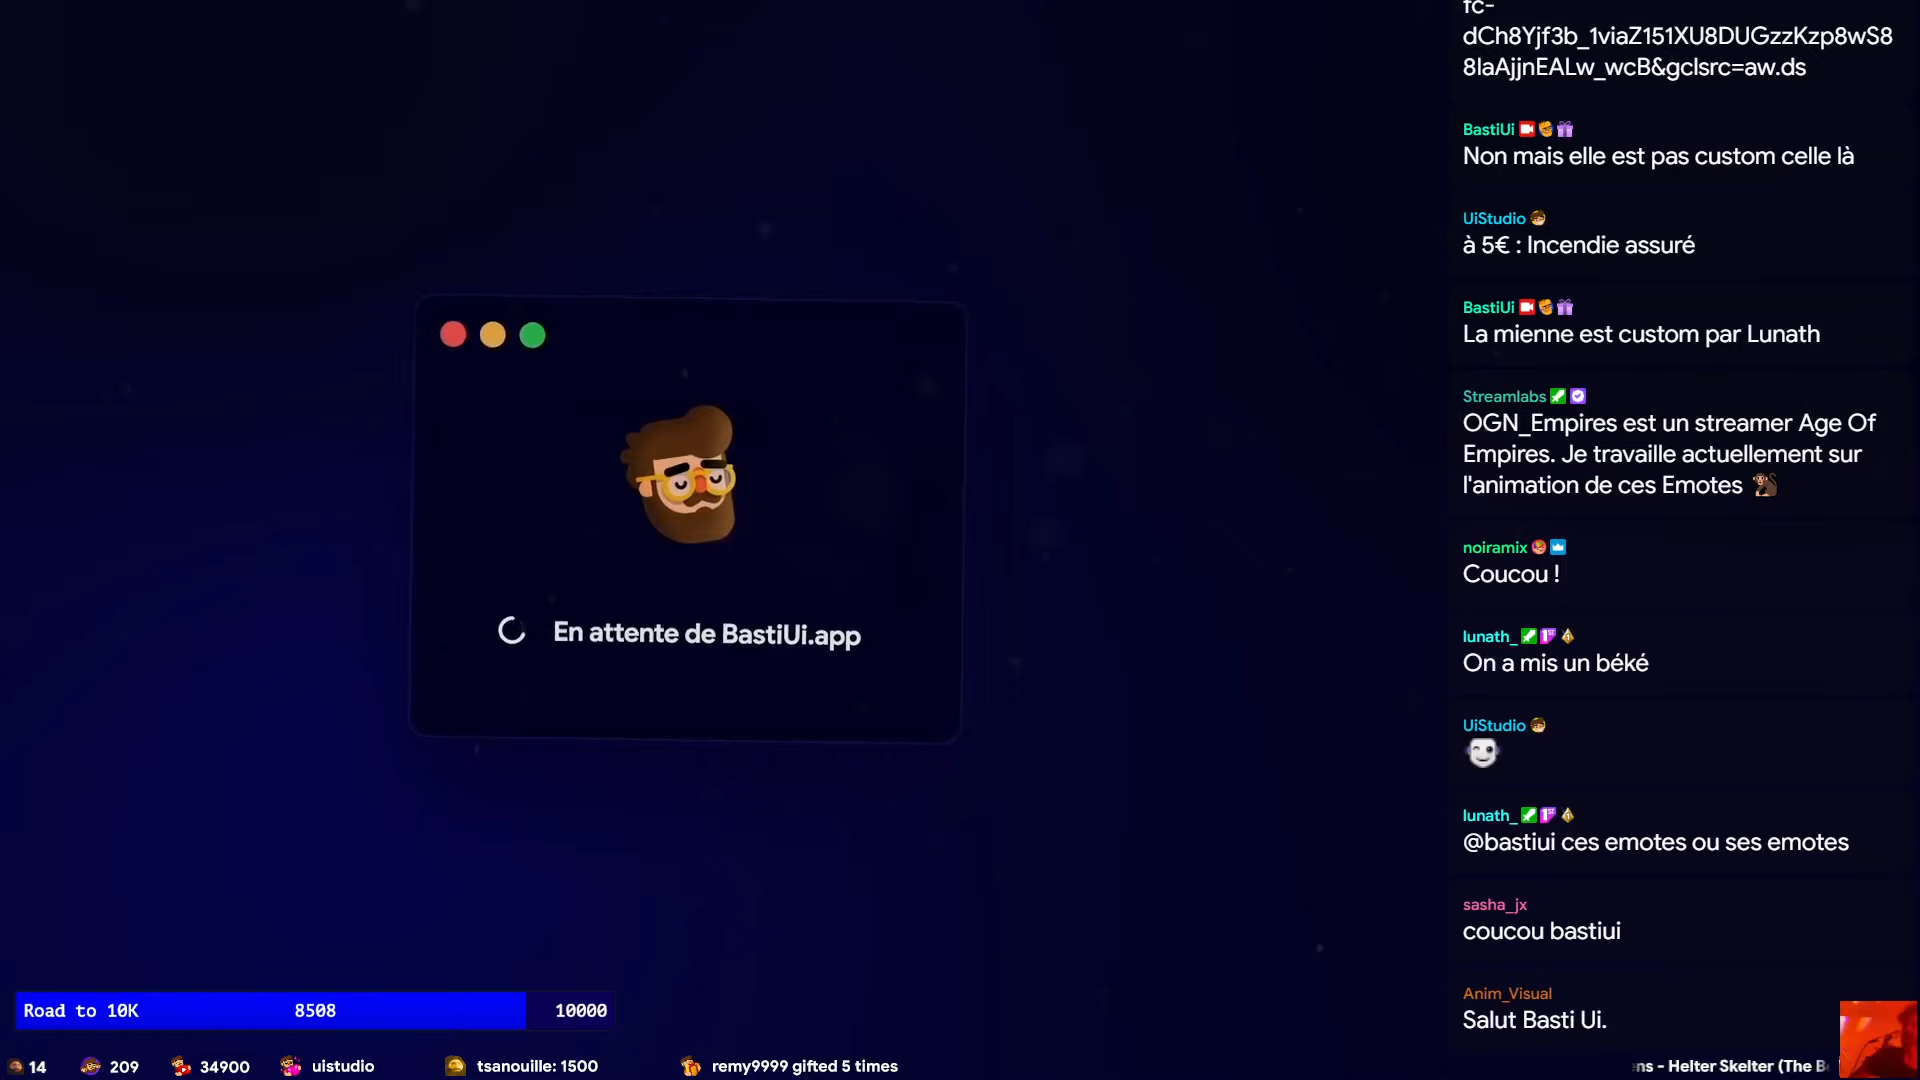 fc-
dCh8Yjf3b_1viaZ151XU8DUGzzKzp8wS8
8laAjjnEALw_wcB&gclsrc=aw.ds
BastiUi
Non mais elle est pas custom celle là
UiStudio
à 5€ : Incendie assuré
BastiUi
La mienne est custom par Lunath
Streamlabs
OGN_Empires est un streamer Age Of
Empires. Je travaille actuellement sur
l'animation de ces Emotes
noiramix
Coucou !
lunath_
On a mis un béké
UiStudio
lunath_
@bastiui ces emotes ou ses emotes
sasha_jx
coucou bastiui
Anim_Visual
Salut Basti Ui.
En attente de BastiUi.app
Road to 10K 8508 10000
14 209 34900 uistudio tsanouille: 1500 remy9999 gifted 5 times
- Helter Skelter (The